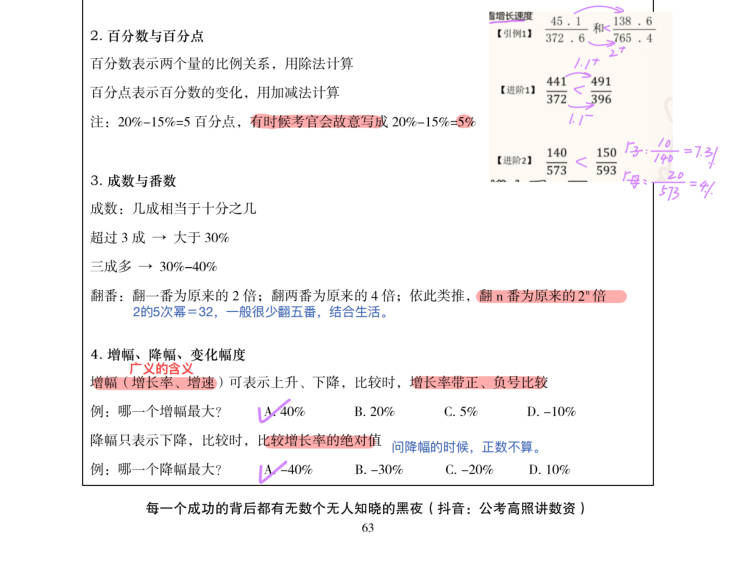 2. 百分数与百分点
百分数表示两个量的比例关系，用除法计算
百分点表示百分数的变化，用加减法计算
注：20%-15%=5 百分点，有时候考官会故意写成 20%-15%=5%
3. 成数与番数
成数：几成相当于十分之几
超过 3 成 → 大于 30%
三成多 → 30%-40%
翻番：翻一番为原来的 2 倍；翻两番为原来的 4 倍；依此类推，翻 n 番为原来的 2ⁿ 倍
2的5次幂=32，一般很少翻五番，结合生活。
4. 增幅、降幅、变化幅度
广义的含义
增幅（增长率、增速）可表示上升、下降，比较时，增长率带正、负号比较
例：哪一个增幅最大？ A. 40% B. 20% C. 5% D. -10%
降幅只表示下降，比较时，比较增长率的绝对值
问降幅的时候，正数不算。
例：哪一个降幅最大？ A. -40% B. -30% C. -20% D. 10%
每一个成功的背后都有无数个无人知晓的黑夜（抖音：公考高照讲数资）
63
增长速度
【引例1】 45.1/372.6 和 < 138.6/765.4
2+
1.1+
【进阶1】 441/372 < 491/396
1.1-
【进阶2】 140/573 < 150/593
r子: 10/140 =7.3%
r母: 20/573 =4%